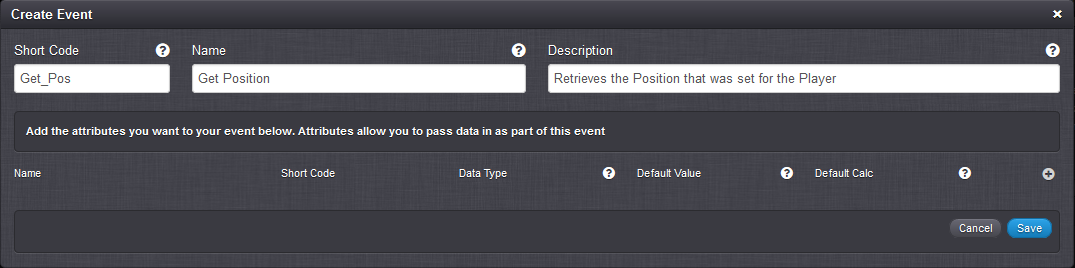 Create Event
Short Code ? Name ? Description ?
Get_Pos Get Position Retrieves the Position that was set for the Player
Add the attributes you want to your event below. Attributes allow you to pass data in as part of this event
Name Short Code Data Type ? Default Value ? Default Calc ?
Cancel Save